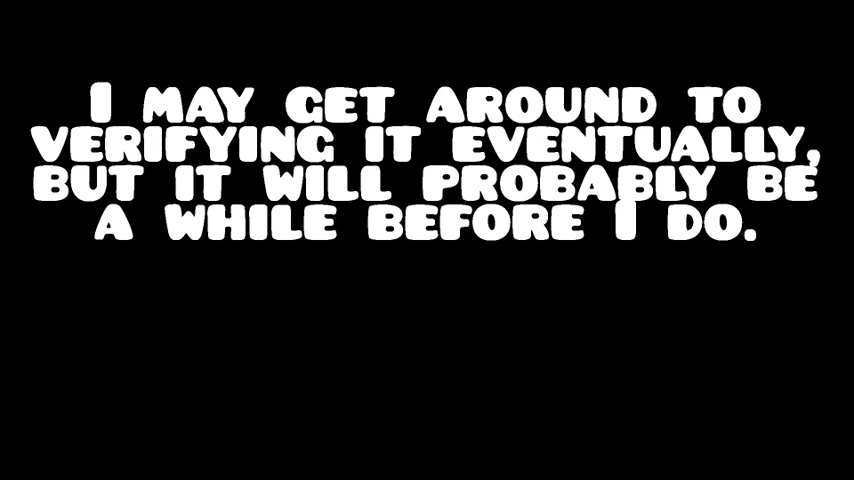 I may get around to
verifying it eventually,
but it will probably be
a while before I do.